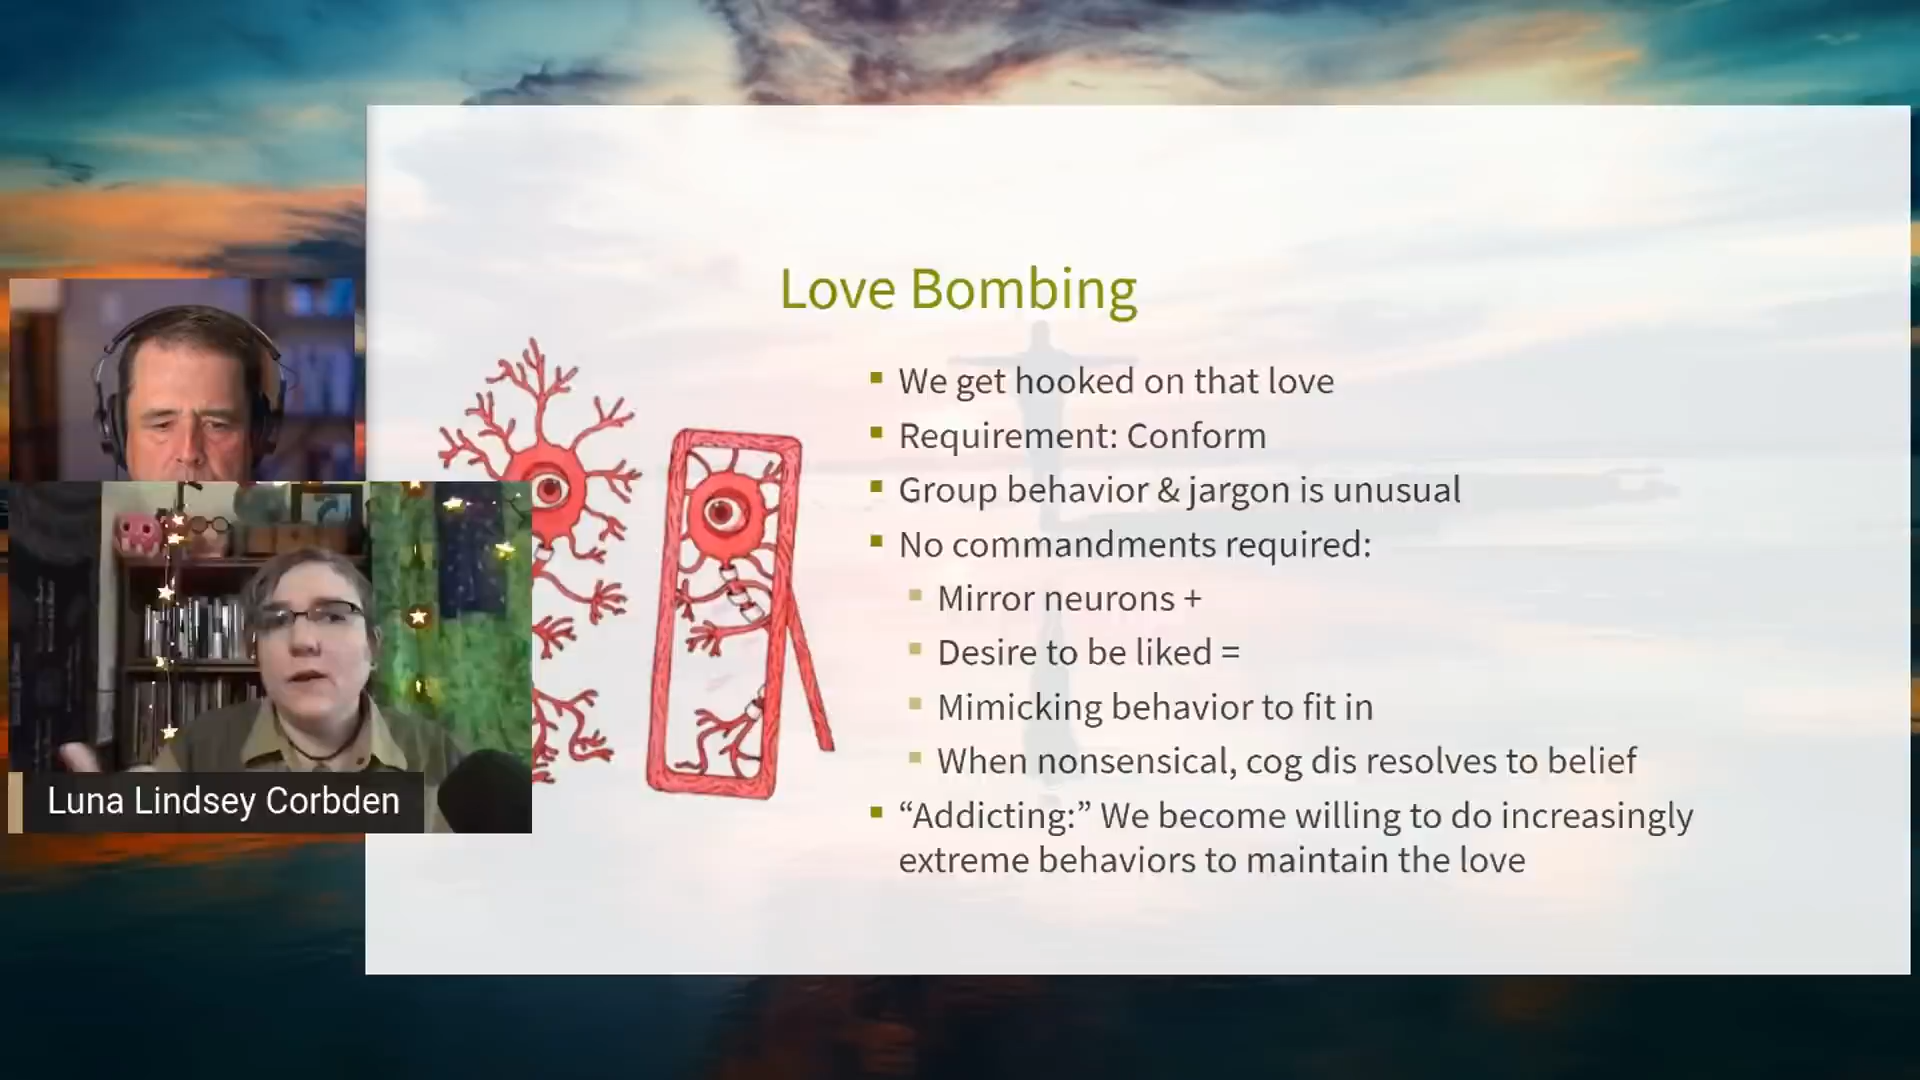 Love Bombing
We get hooked on that love
Requirement: Conform
Group behavior & jargon is unusual
No commandments required:
Mirror neurons +
Desire to be liked =
Mimicking behavior to fit in
When nonsensical, cog dis resolves to belief
“Addicting:” We become willing to do increasingly
extreme behaviors to maintain the love
Luna Lindsey Corbden